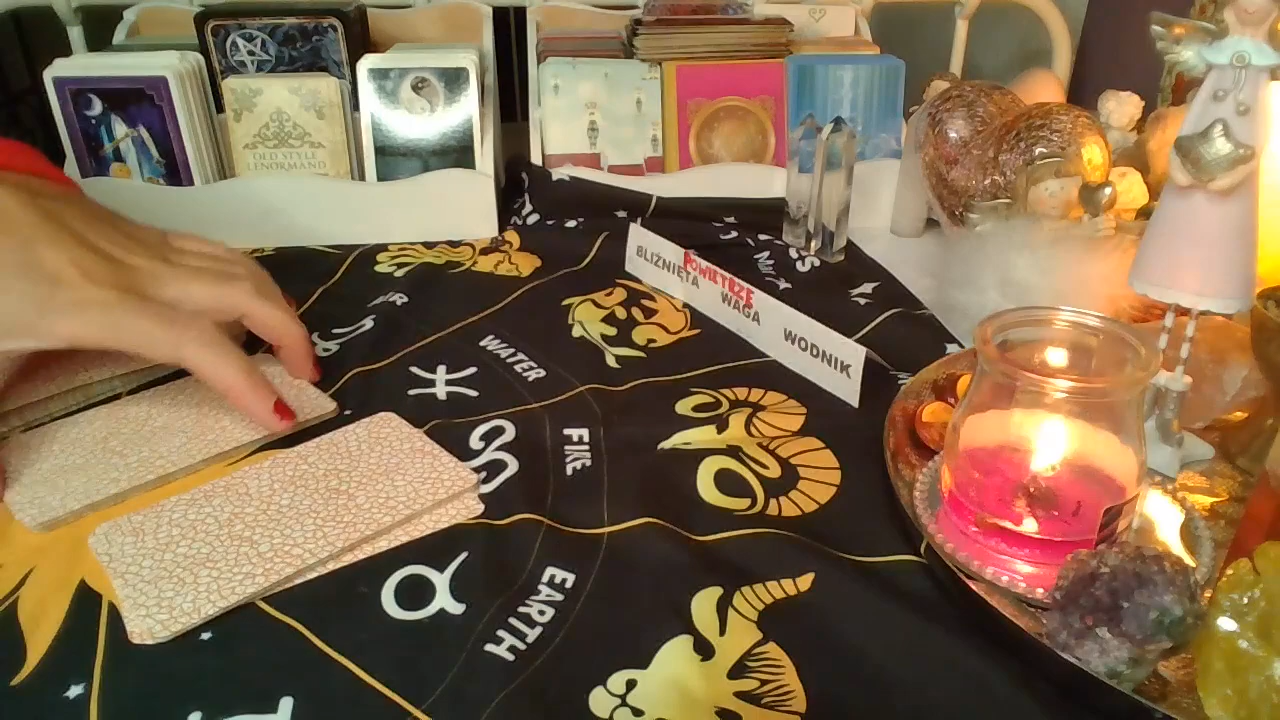 OLD STYLE
LENORMAND
POWIETRZE
BLIŹNIĘTA WAGA WODNIK
WATER
FIRE
EARTH